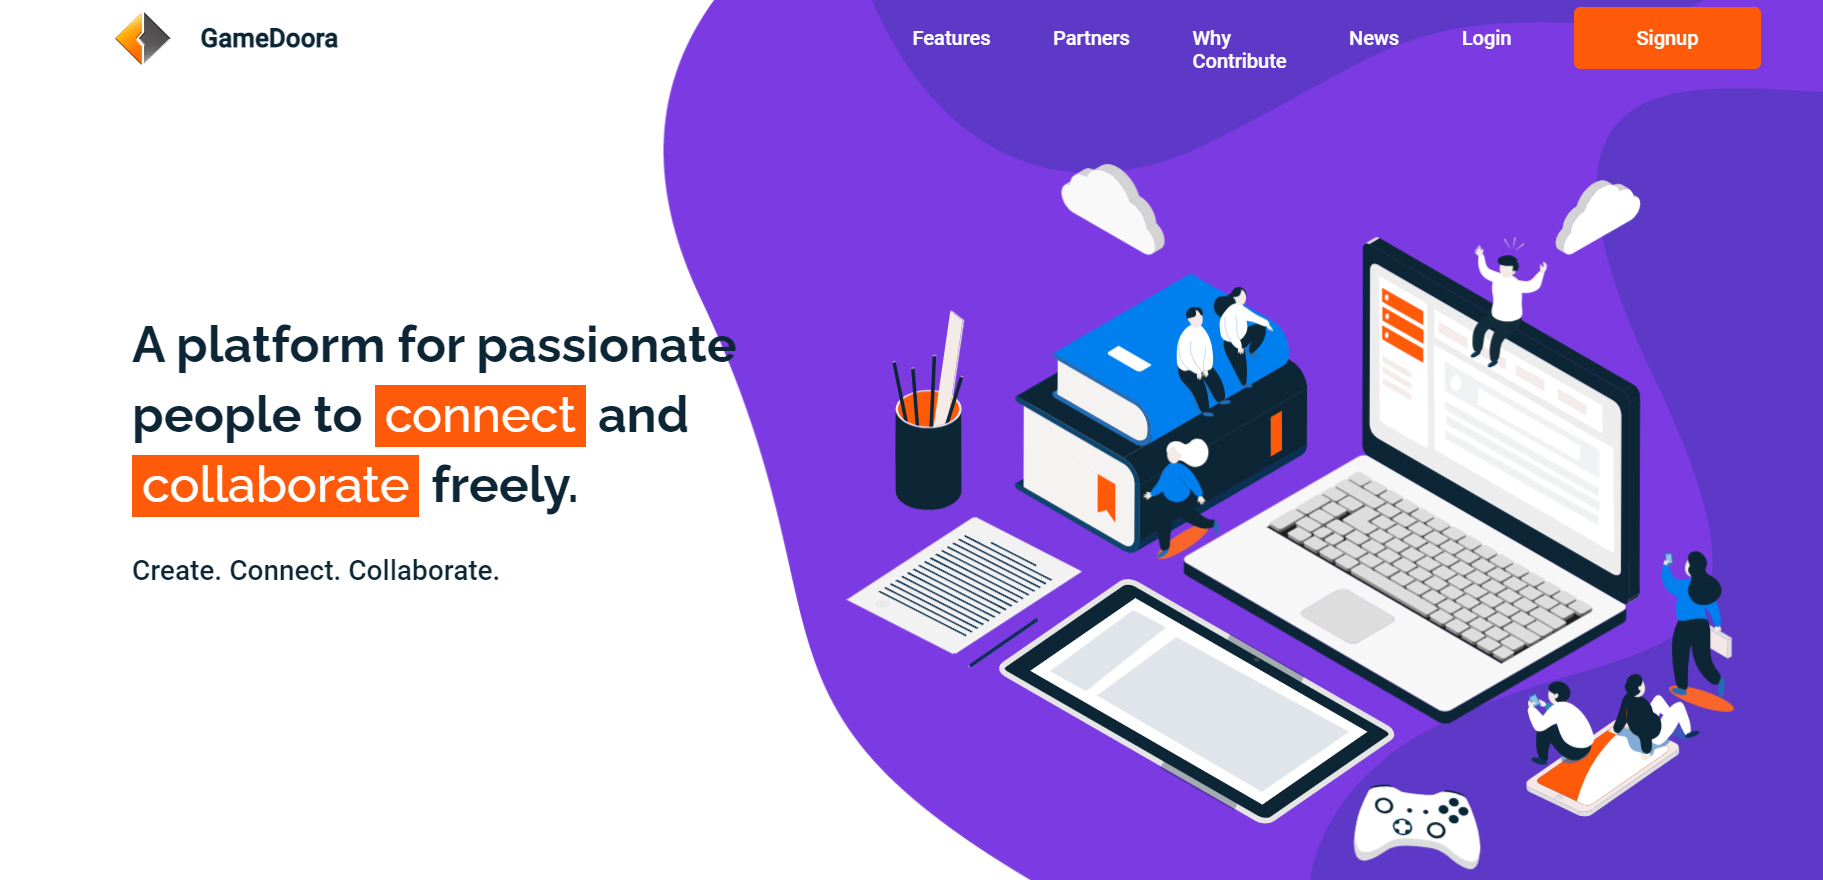 GameDoora
Features
Partners
Why
Contribute
News
Login
Signup
A platform for passionate
people to connect and
collaborate freely.
Create. Connect. Collaborate.